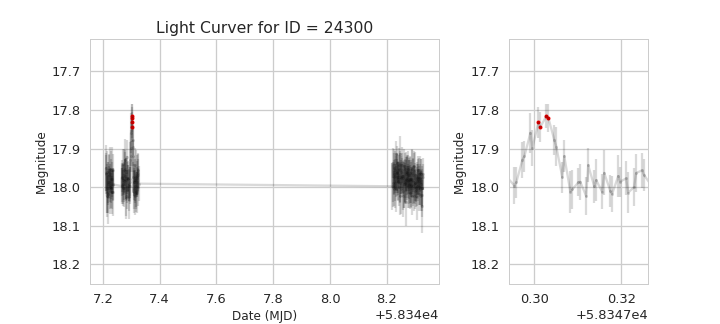 Light Curver for ID = 24300
Magnitude
17.7
17.8
17.9
18.0
18.1
18.2
7.2 7.4 7.6 7.8 8.0 8.2
Date (MJD)
+5.834e4
Magnitude
17.7
17.8
17.9
18.0
18.1
18.2
0.30 0.32
+5.8347e4